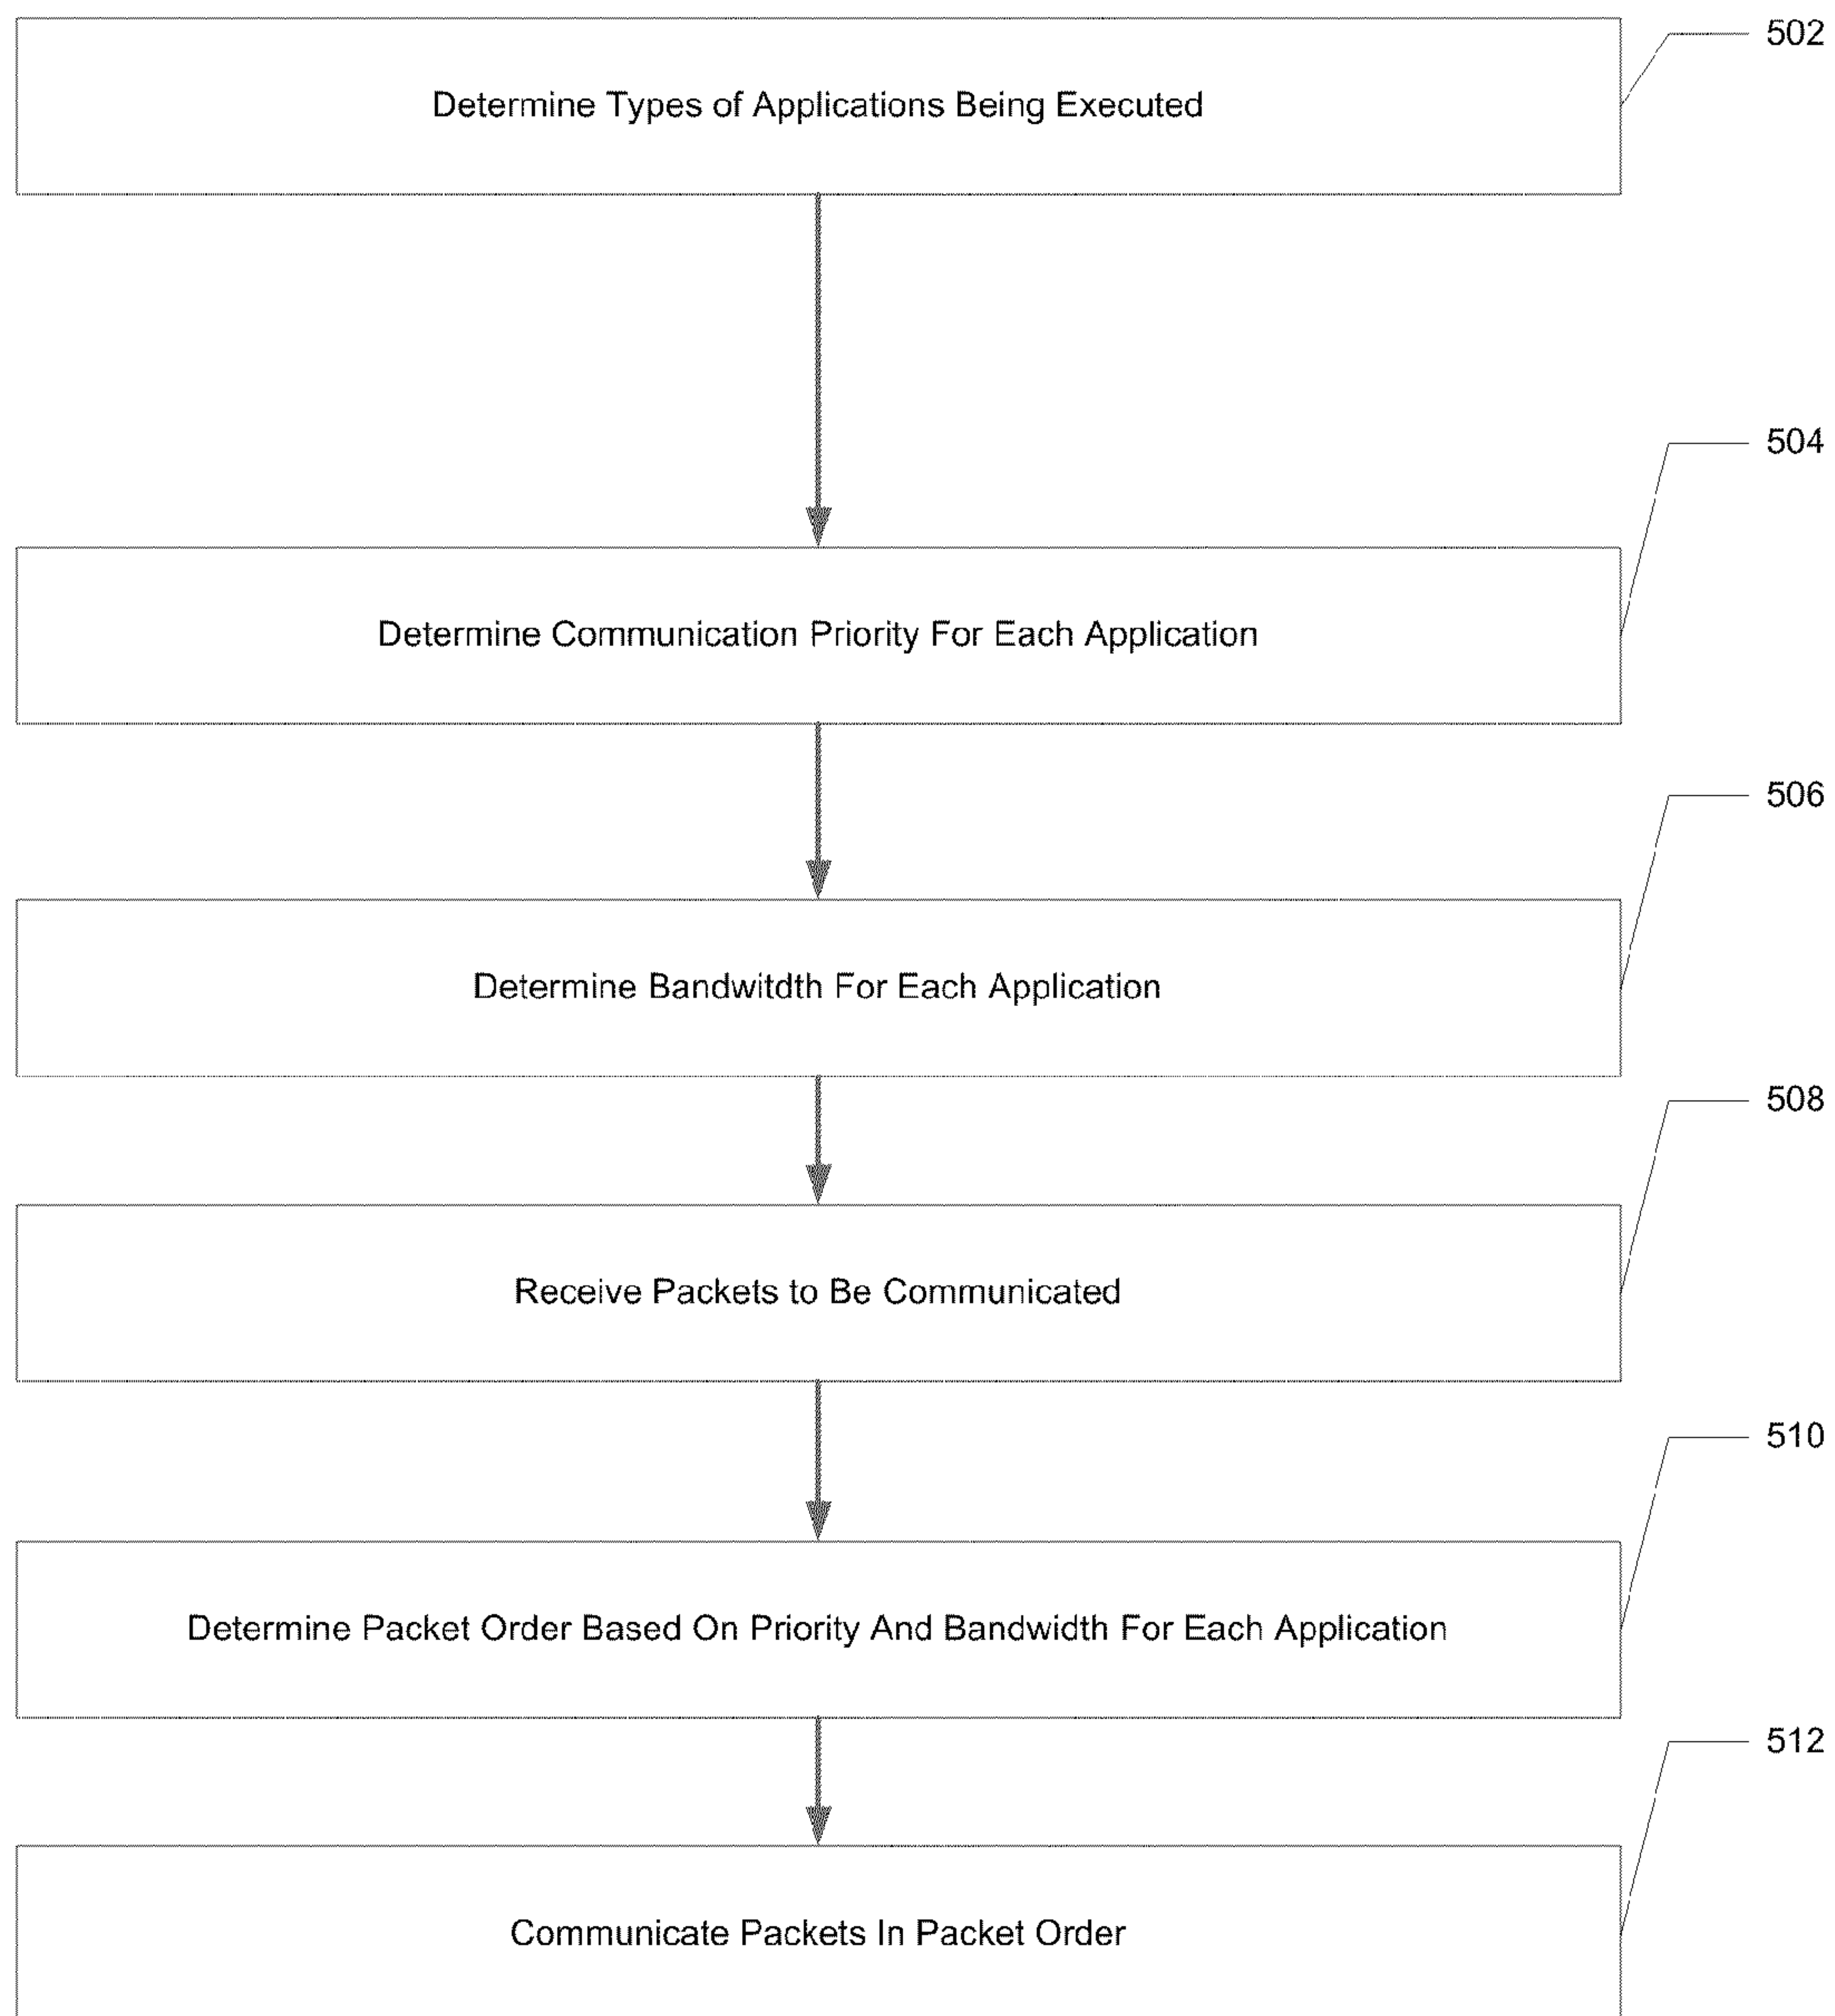 502
Determine Types of Applications Being Executed
504
Determine Communication Priority For Each Application
506
Determine Bandwitdth For Each Application
508
Receive Packets to Be Communicated
510
Determine Packet Order Based On Priority And Bandwidth For Each Application
512
Communicate Packets In Packet Order